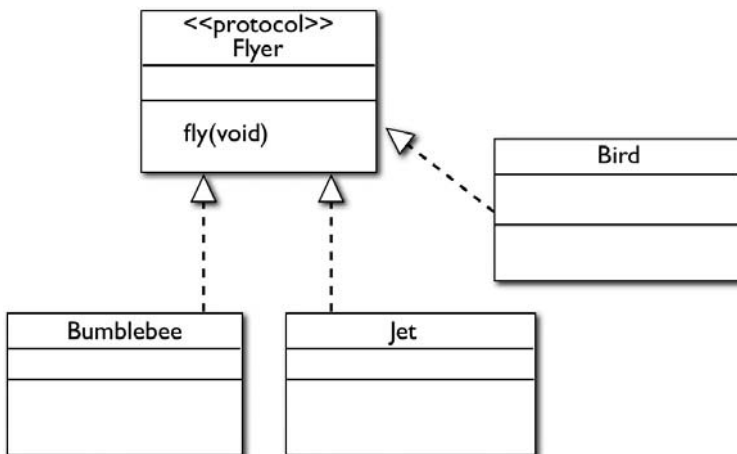 <<protocol>>
Flyer
fly(void)
Bird
Bumblebee
Jet